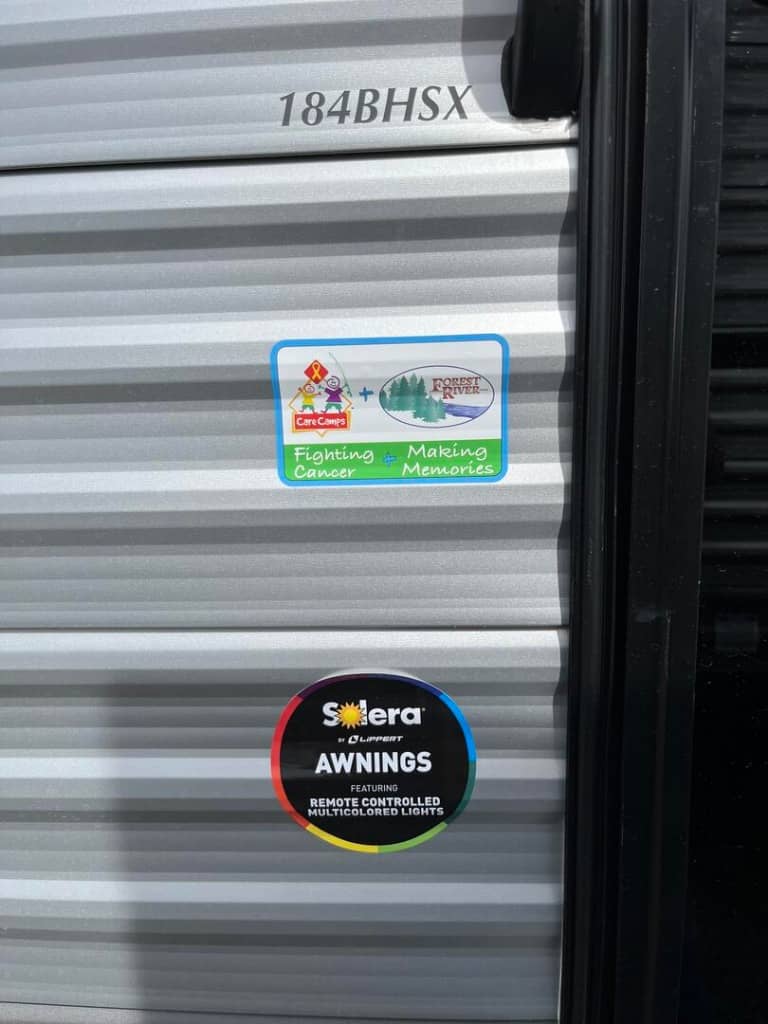 184BHSX
Care Camps
+
FOREST
RIVER
Fighting + Making
Cancer Memories
Solera
BY LIPPERT
AWNINGS
FEATURING
REMOTE CONTROLLED
MULTICOLORED LIGHTS